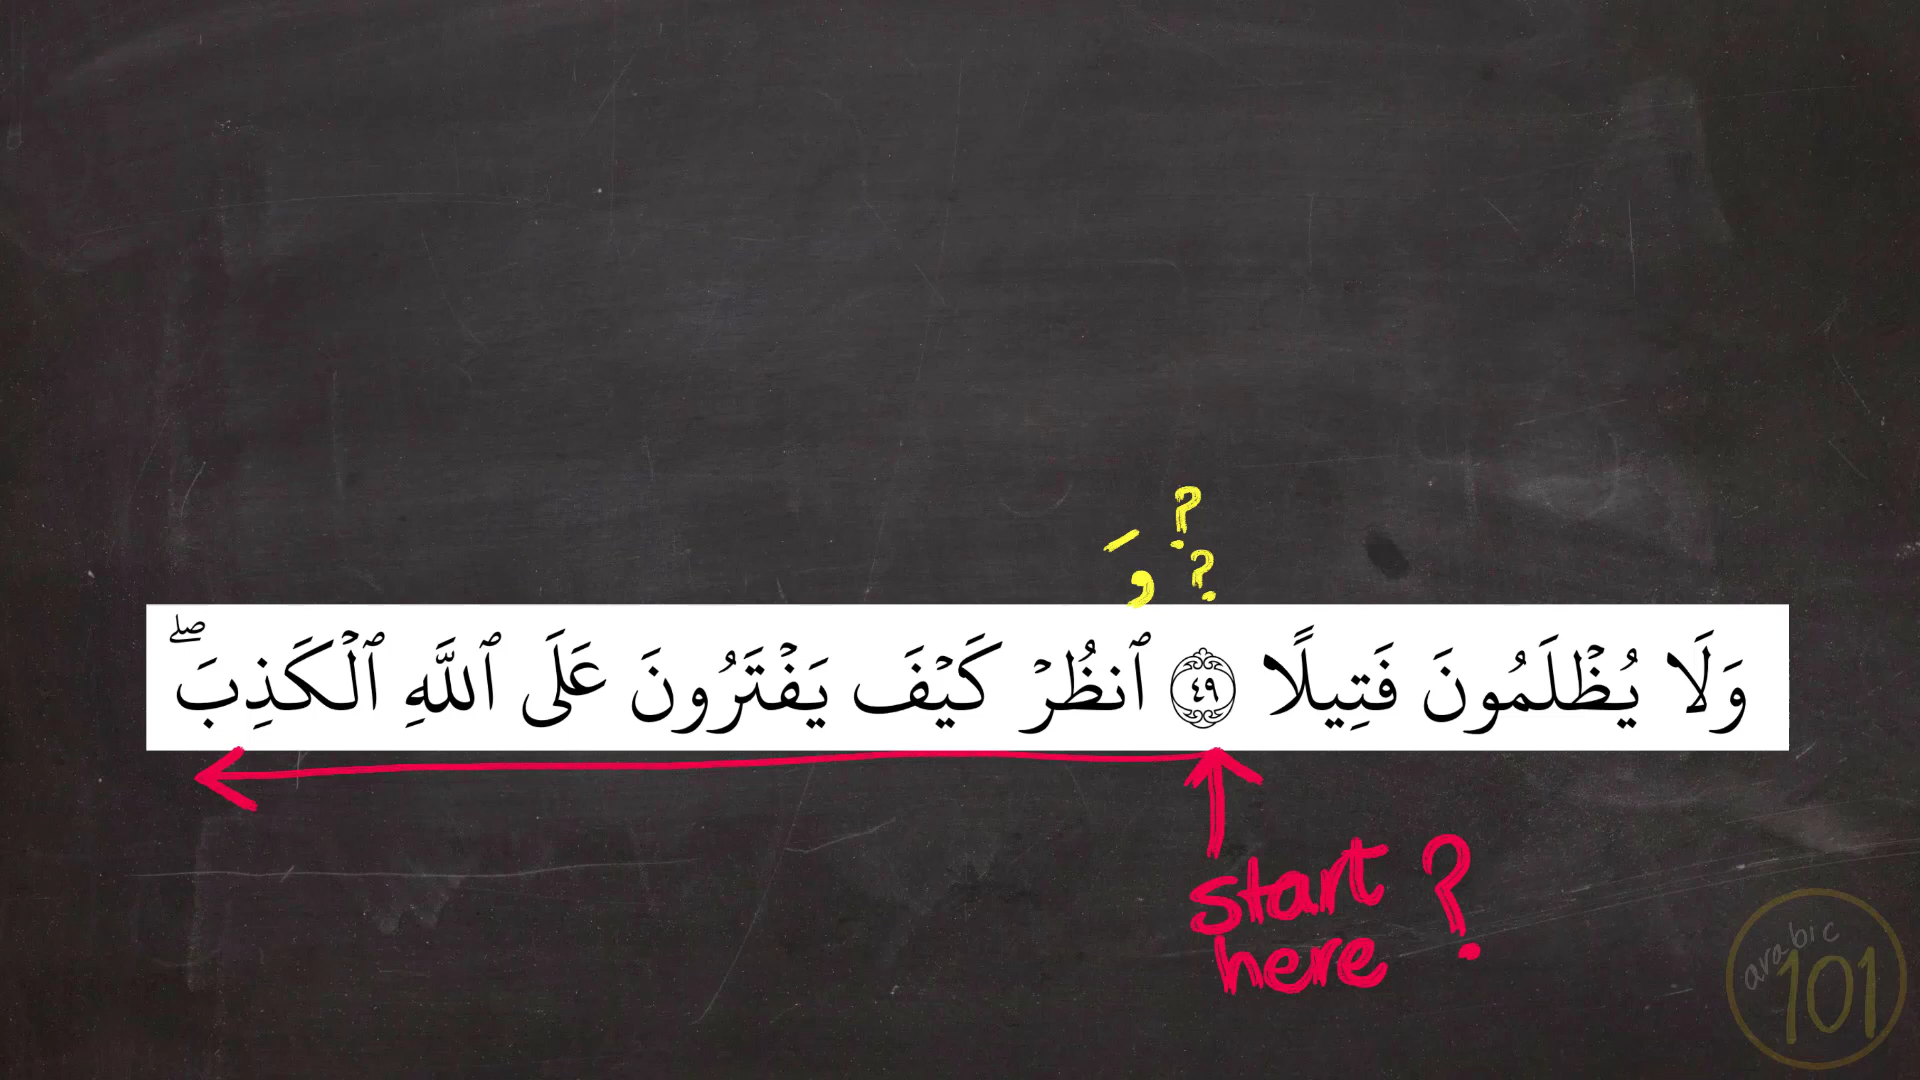 ?
?
وَ
وَلَا يُظْلَمُونَ فَتِيلًا ٤٩ ٱنظُرْ كَيْفَ يَفْتَرُونَ عَلَى ٱللَّهِ ٱلْكَذِبَ ۖ
start
here ?
arabic
101